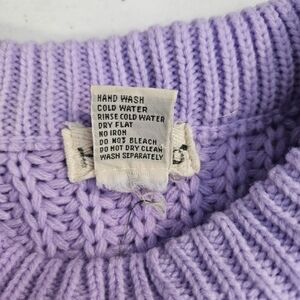 HAND WASH
COLD WATER
RINSE COLD WATER
DRY FLAT
NO IRON
DO NOT BLEACH
DO NOT DRY CLEAN
WASH SEPARATELY